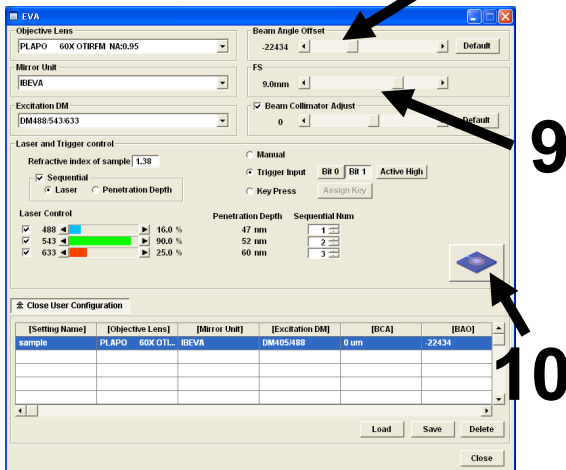 EVA
Objective Lens
PLAPO 60X OTIRFM NA:0.95
Beam Angle Offset
-22434 Default
Mirror Unit
IBEVA
FS
9.0mm
Excitation DM
DM488/543/633
Beam Collimator Adjust
0 Default
9
Laser and Trigger control
Refractive index of sample 1.38
Sequential
Laser Penetration Depth
Manual
Trigger Input Bit 0 Bit 1 Active High
Key Press Assign Key
Laser Control
Penetration Depth Sequential Num
488 16.0 % 47 nm 1
543 90.0 % 52 nm 2
633 25.0 % 60 nm 3
Close User Configuration
[Setting Name] [Objective Lens] [Mirror Unit] [Excitation DM] [BCA] [BAO]
sample PLAPO 60X OTI... IBEVA DM405/488 0 um -22434
10
Load Save Delete
Close